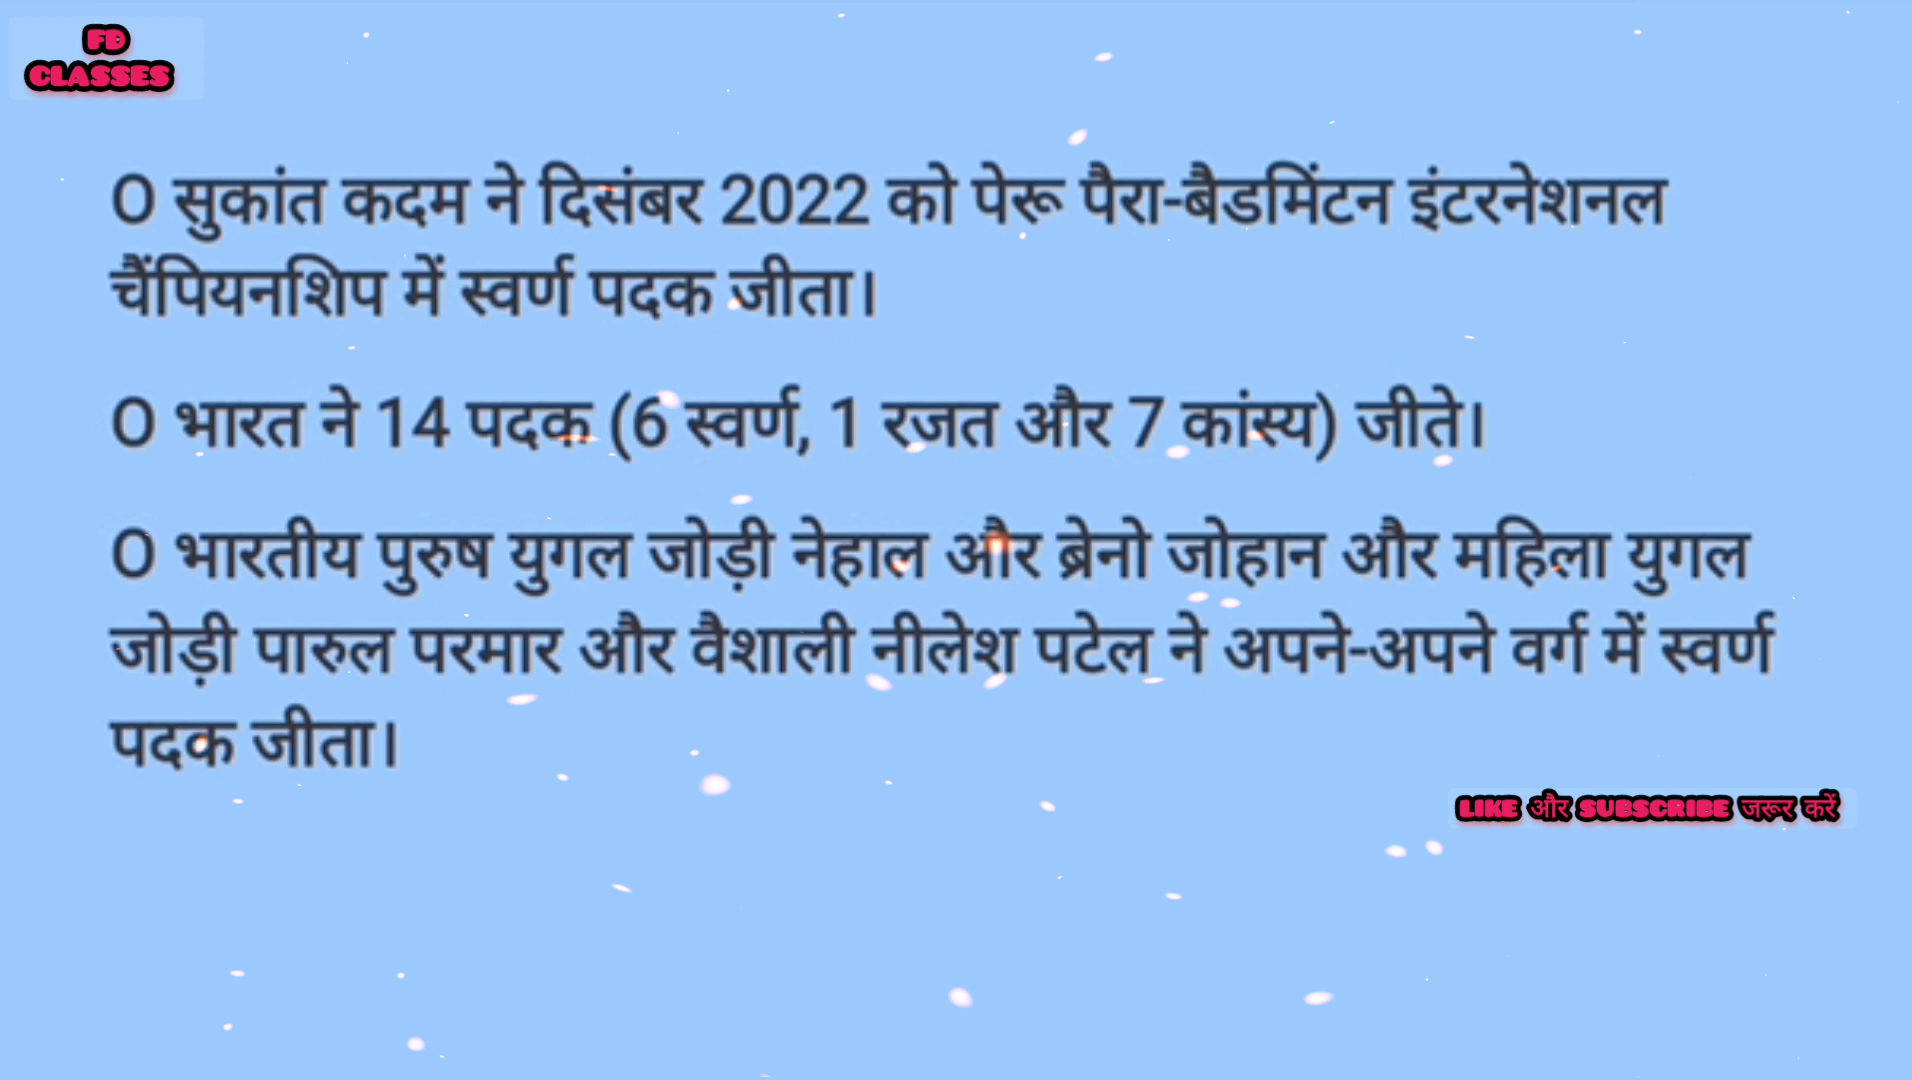 FD
CLASSES
O सुकांत कदम ने दिसंबर 2022 को पेरू पैरा-बैडमिंटन इंटरनेशनल
चैंपियनशिप में स्वर्ण पदक जीता।
O भारत ने 14 पदक (6 स्वर्ण, 1 रजत और 7 कांस्य) जीते।
O भारतीय पुरुष युगल जोड़ी नेहाल और ब्रेनो जोहान और महिला युगल
जोड़ी पारुल परमार और वैशाली नीलेश पटेल ने अपने-अपने वर्ग में स्वर्ण
पदक जीता।
LIKE और SUBSCRIBE जरूर करें